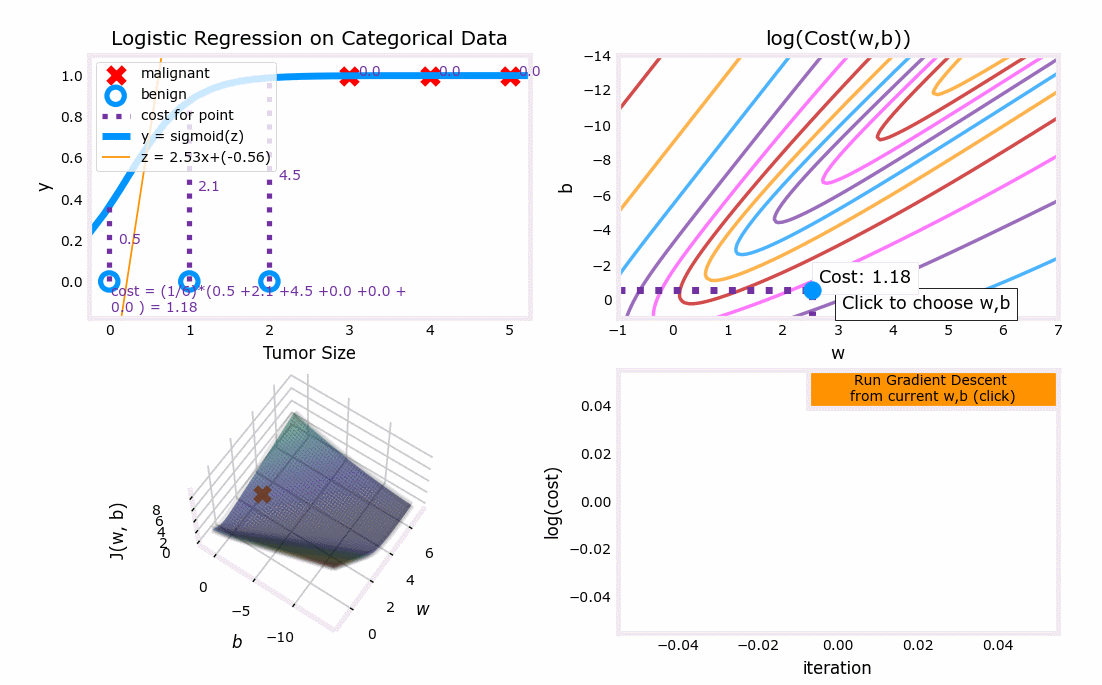 Logistic Regression on Categorical Data
malignant
benign
cost for point
y = sigmoid(z)
z = 2.53x+(-0.56)
0.0
0.0
0.0
2.1
4.5
0.5
cost = (1/6)*(0.5 +2.1 +4.5 +0.0 +0.0 +
0.0 ) = 1.18
1.0
0.8
0.6
0.4
0.2
0.0
y
0 1 2 3 4 5
Tumor Size
log(Cost(w,b))
−14
−12
−10
−8
−6
−4
−2
0
b
Cost: 1.18
Click to choose w,b
−1 0 1 2 3 4 5 6 7
w
J(w, b)
8
6
4
2
0
0
−5
−10
b
6
4
2
0
w
Run Gradient Descent
from current w,b (click)
0.04
0.02
0.00
−0.02
−0.04
log(cost)
−0.04 −0.02 0.00 0.02 0.04
iteration